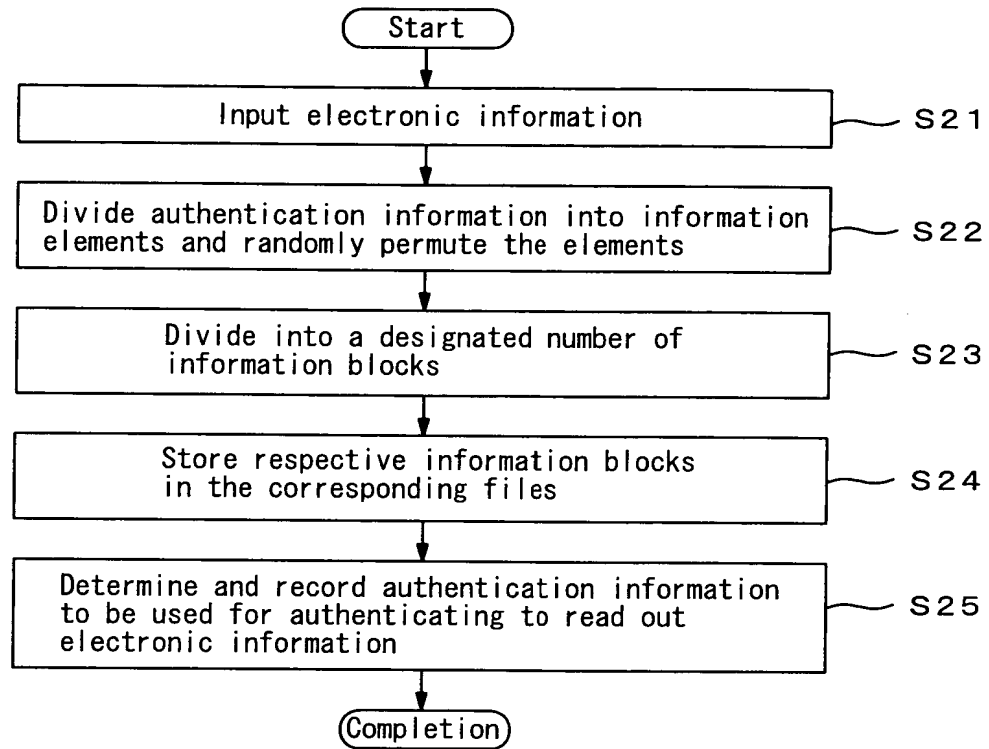 Start
Input electronic information
S21
Divide authentication information into information
elements and randomly permute the elements
S22
Divide into a designated number of
information blocks
S23
Store respective information blocks
in the corresponding files
S24
Determine and record authentication information
to be used for authenticating to read out
electronic information
S25
Completion